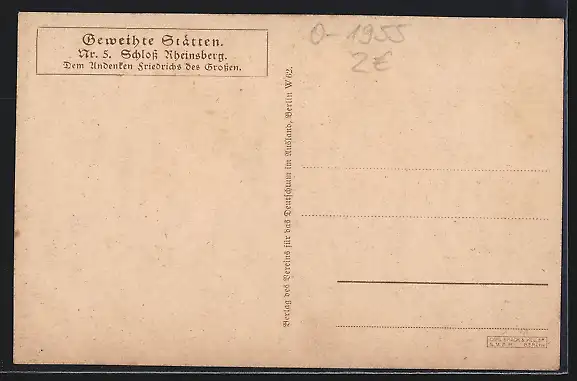 Geweihte Stätten.
Nr. 5. Schloß Rheinsberg.
Dem Andenken Friedrichs des Großen.
Verlag des Vereins für das Deutschtum im Ausland, Berlin W 62.
0-1955
2€
G.M.B.H. BERLIN